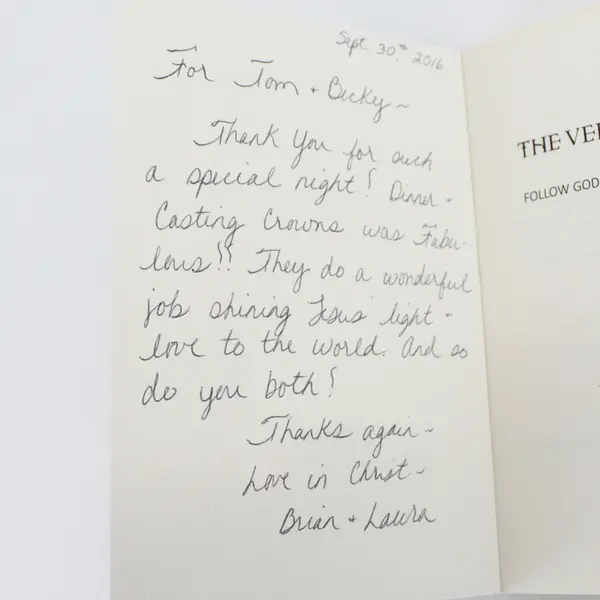 Sept. 30th, 2016
For Tom + Becky~
Thank You for such
a special night! Dinner +
Casting Crowns was Fabu-
lous!! They do a wonderful
job shining Jesus' light +
love to the world. And so
do you both!
Thanks again~
Love in Christ~
Brian + Laura
THE VE
FOLLOW GOD